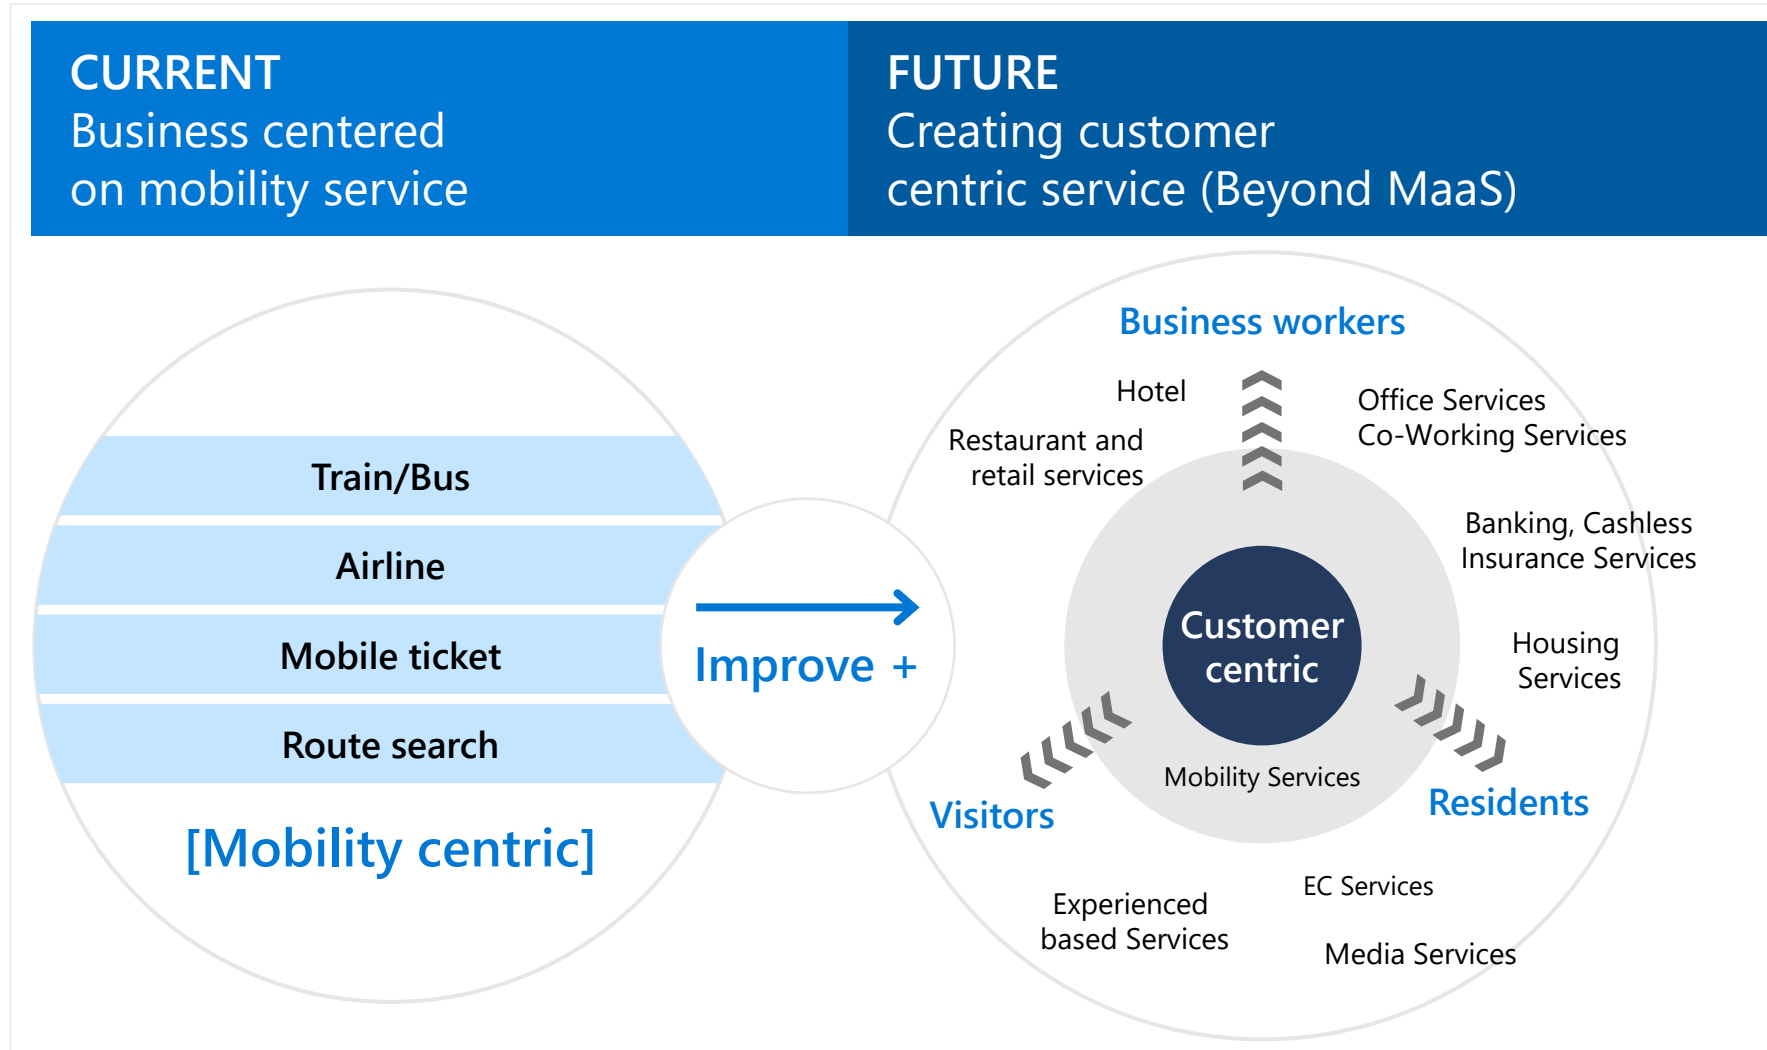 CURRENT
Business centered
on mobility service
FUTURE
Creating customer
centric service (Beyond MaaS)
Train/Bus
Airline
Mobile ticket
Route search
[Mobility centric]
Improve +
Business workers
Hotel
Restaurant and
retail services
Office Services
Co-Working Services
Banking, Cashless
Insurance Services
Housing
Services
Customer
centric
Mobility Services
Visitors
Residents
Experienced
based Services
EC Services
Media Services